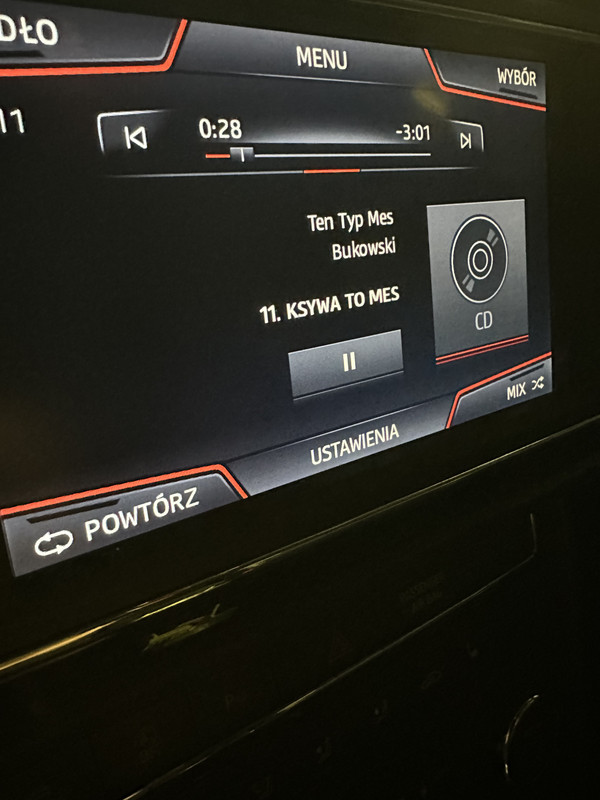 DŁO
MENU
WYBÓR
11
0:28
-3:01
Ten Typ Mes
Bukowski
11. KSYWA TO MES
CD
MIX
USTAWIENIA
POWTÓRZ